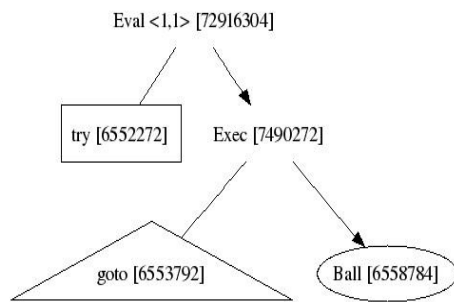 Eval <1,1> [72916304]
try [6552272]
Exec [7490272]
goto [6553792]
Ball [6558784]